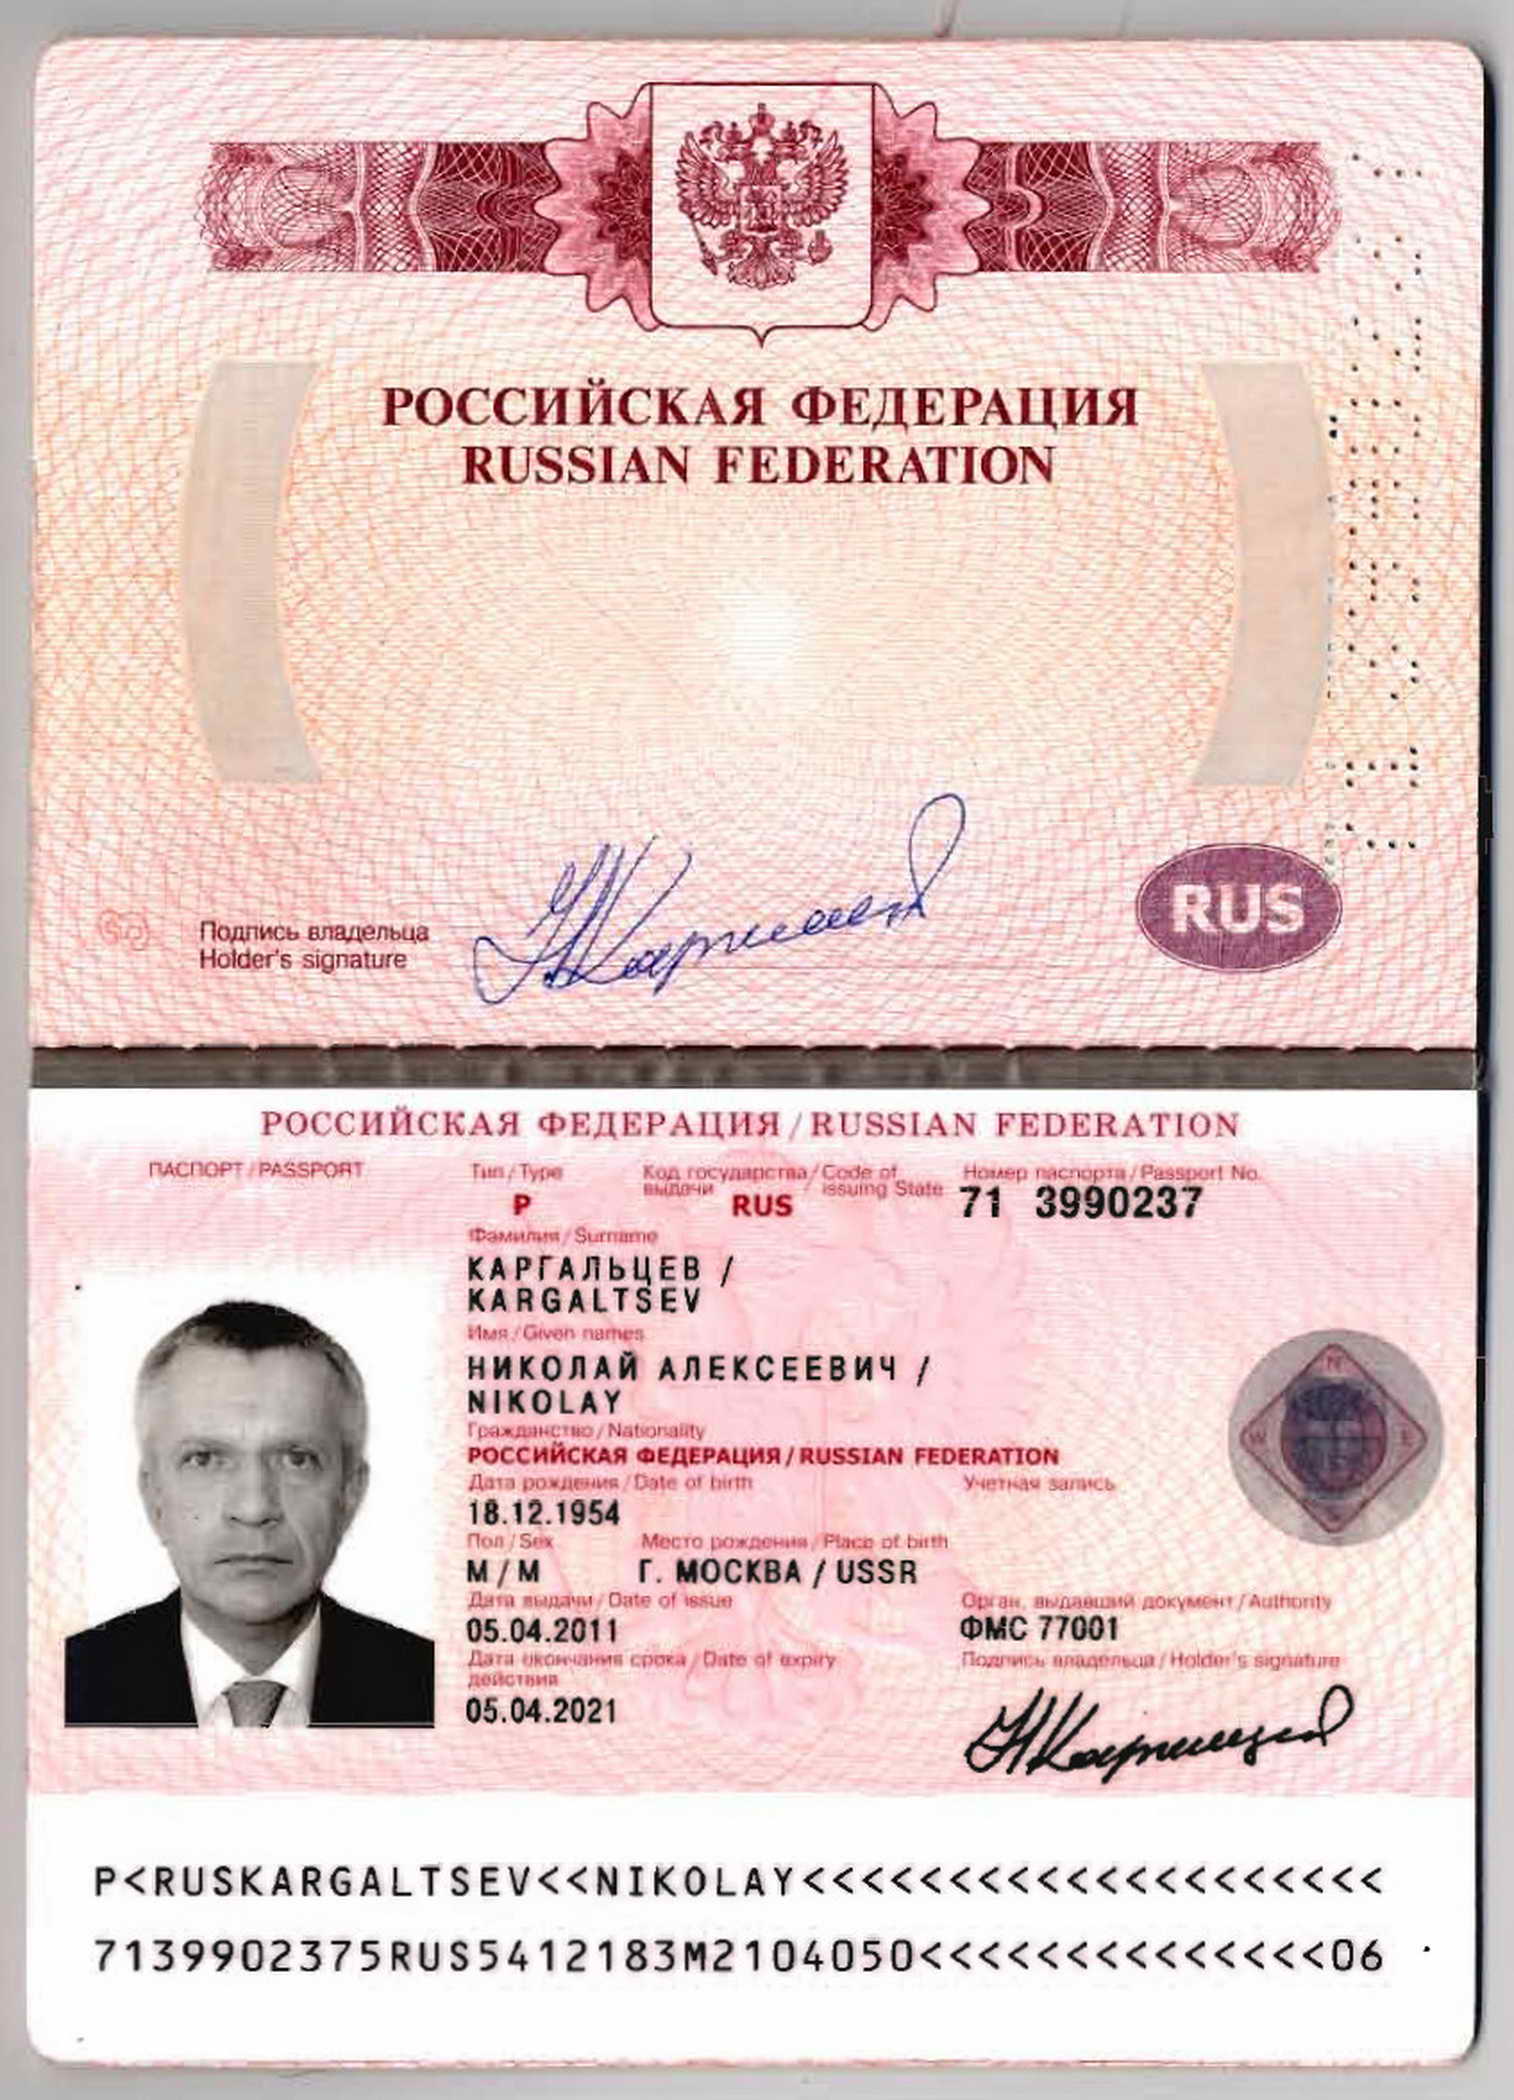 РОССИЙСКАЯ ФЕДЕРАЦИЯ
RUSSIAN FEDERATION
RUS
Подпись владельца
Holder's signature
РОССИЙСКАЯ ФЕДЕРАЦИЯ / RUSSIAN FEDERATION
ПАСПОРТ / PASSPORT
Тип / Type
Код государства / Code of
выдачи issuing State
Номер паспорта / Passport No.
P
RUS
71 3990237
Фамилия / Surname
КАРГАЛЬЦЕВ /
KARGALTSEV
Имя / Given names
НИКОЛАЙ АЛЕКСЕЕВИЧ /
NIKOLAY
Гражданство / Nationality
РОССИЙСКАЯ ФЕДЕРАЦИЯ / RUSSIAN FEDERATION
Дата рождения / Date of birth
Учетная запись
18.12.1954
Пол / Sex
Место рождения / Place of birth
М / M
Г. МОСКВА / USSR
Дата выдачи / Date of issue
Орган, выдавший документ / Authority
05.04.2011
ФМС 77001
Дата окончания срока / Date of expiry
действия
Подпись владельца / Holder's signature
05.04.2021
P<RUSKARGALTSEV<<NIKOLAY<<<<<<<<<<<<<<<<<<<<
7139902375RUS5412183M2104050<<<<<<<<<<<<<<06